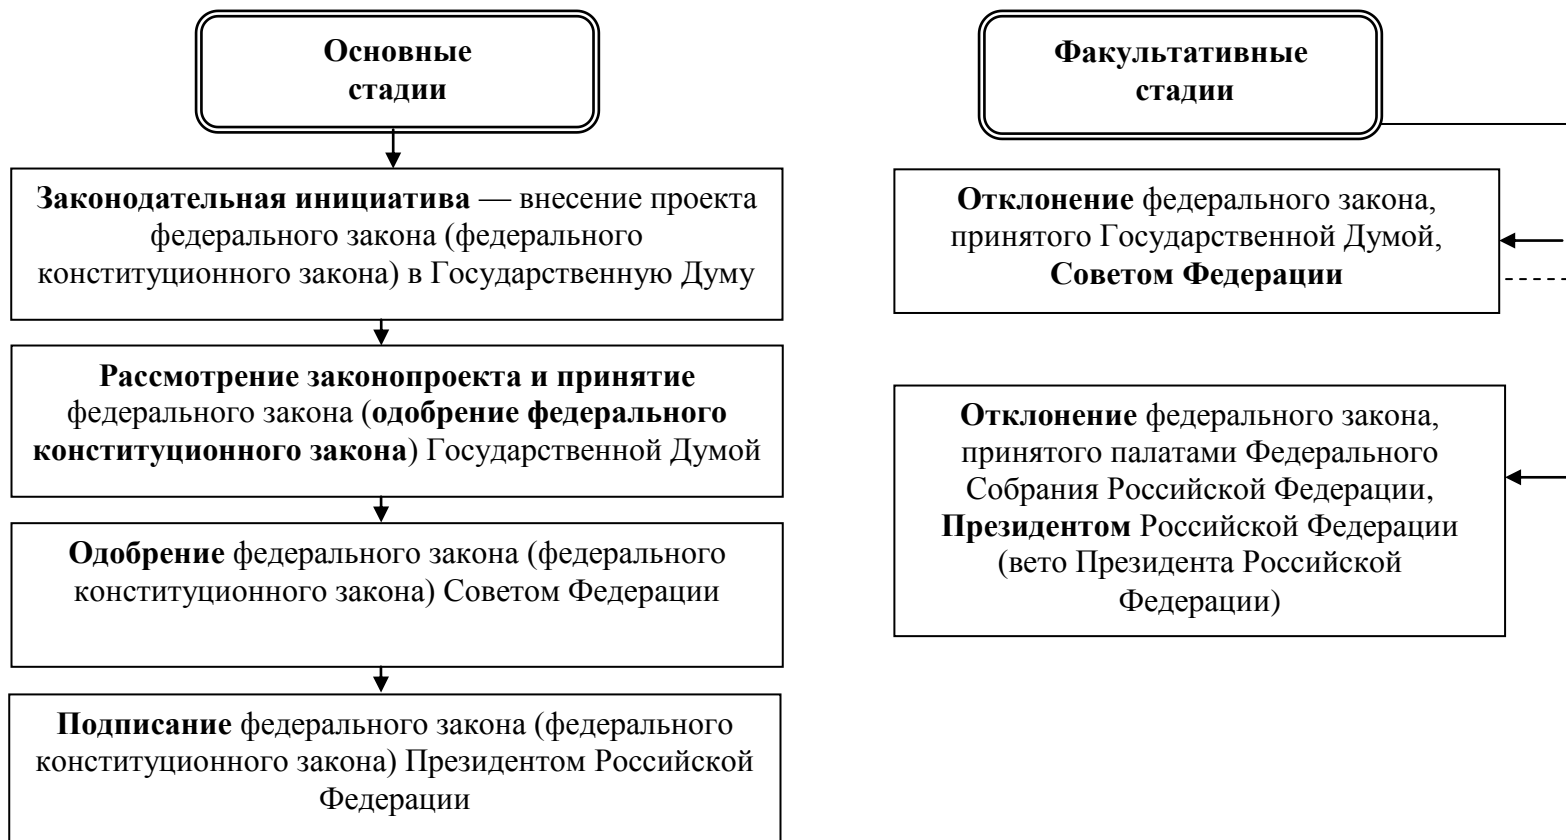 Основные
стадии
Законодательная инициатива — внесение проекта
федерального закона (федерального
конституционного закона) в Государственную Думу
Рассмотрение законопроекта и принятие
федерального закона (одобрение федерального
конституционного закона) Государственной Думой
Одобрение федерального закона (федерального
конституционного закона) Советом Федерации
Подписание федерального закона (федерального
конституционного закона) Президентом Российской
Федерации
Факультативные
стадии
Отклонение федерального закона,
принятого Государственной Думой,
Советом Федерации
Отклонение федерального закона,
принятого палатами Федерального
Собрания Российской Федерации,
Президентом Российской Федерации
(вето Президента Российской
Федерации)